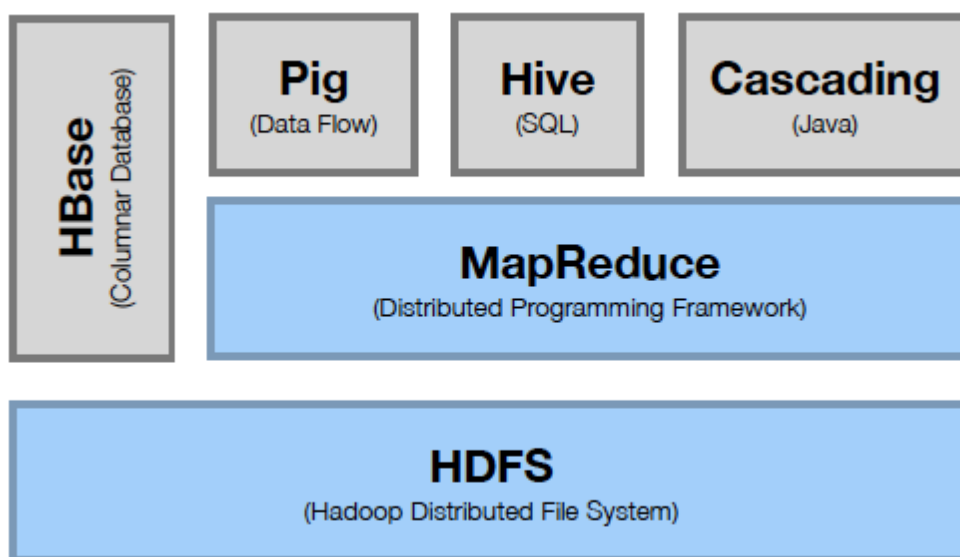 HBase
(Columnar Database)
Pig
(Data Flow)
Hive
(SQL)
Cascading
(Java)
MapReduce
(Distributed Programming Framework)
HDFS
(Hadoop Distributed File System)